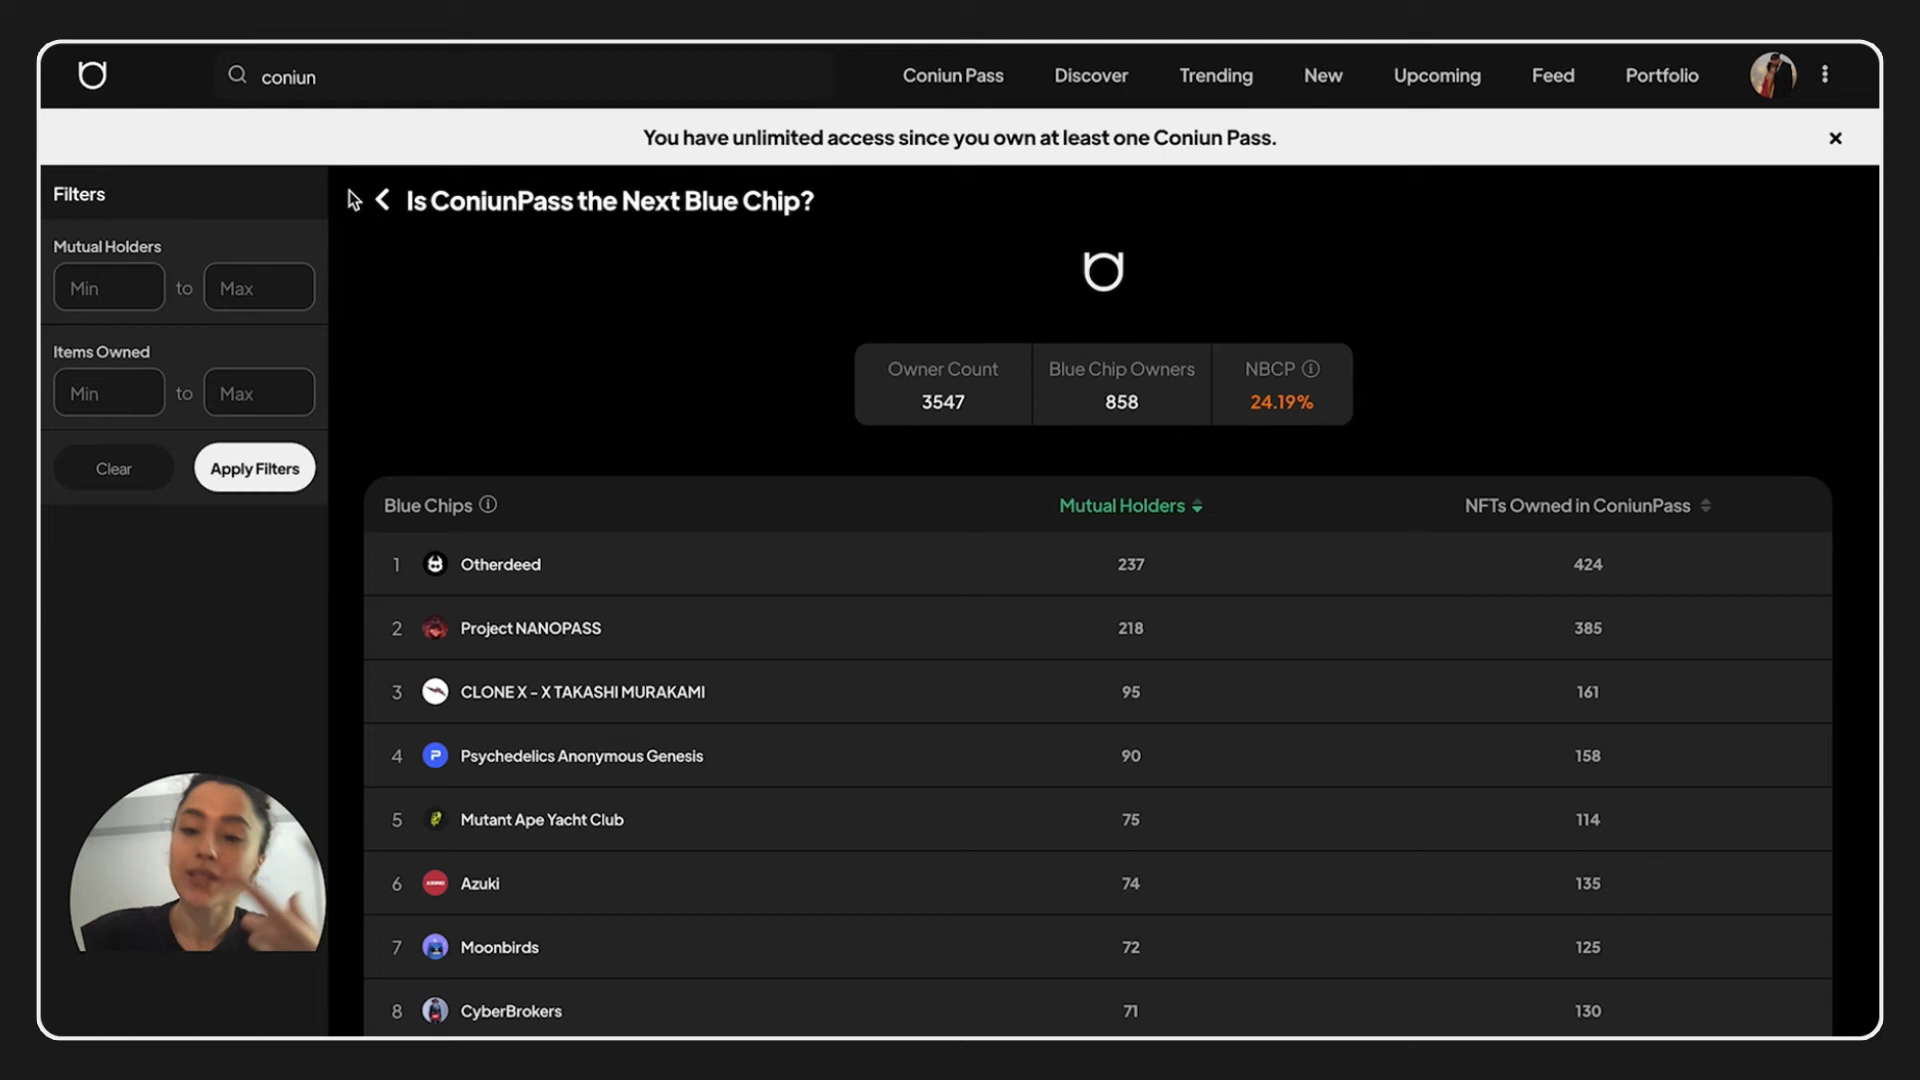 coniun
Coniun Pass Discover Trending New Upcoming Feed Portfolio
You have unlimited access since you own at least one Coniun Pass.
Filters
Mutual Holders
Min to Max
Items Owned
Min to Max
Clear Apply Filters
Is ConiunPass the Next Blue Chip?
Owner Count Blue Chip Owners NBCP
3547 858 24.19%
Blue Chips Mutual Holders NFTs Owned in ConiunPass
1 Otherdeed 237 424
2 Project NANOPASS 218 385
3 CLONE X - X TAKASHI MURAKAMI 95 161
4 Psychedelics Anonymous Genesis 90 158
5 Mutant Ape Yacht Club 75 114
6 Azuki 74 135
7 Moonbirds 72 125
8 CyberBrokers 71 130